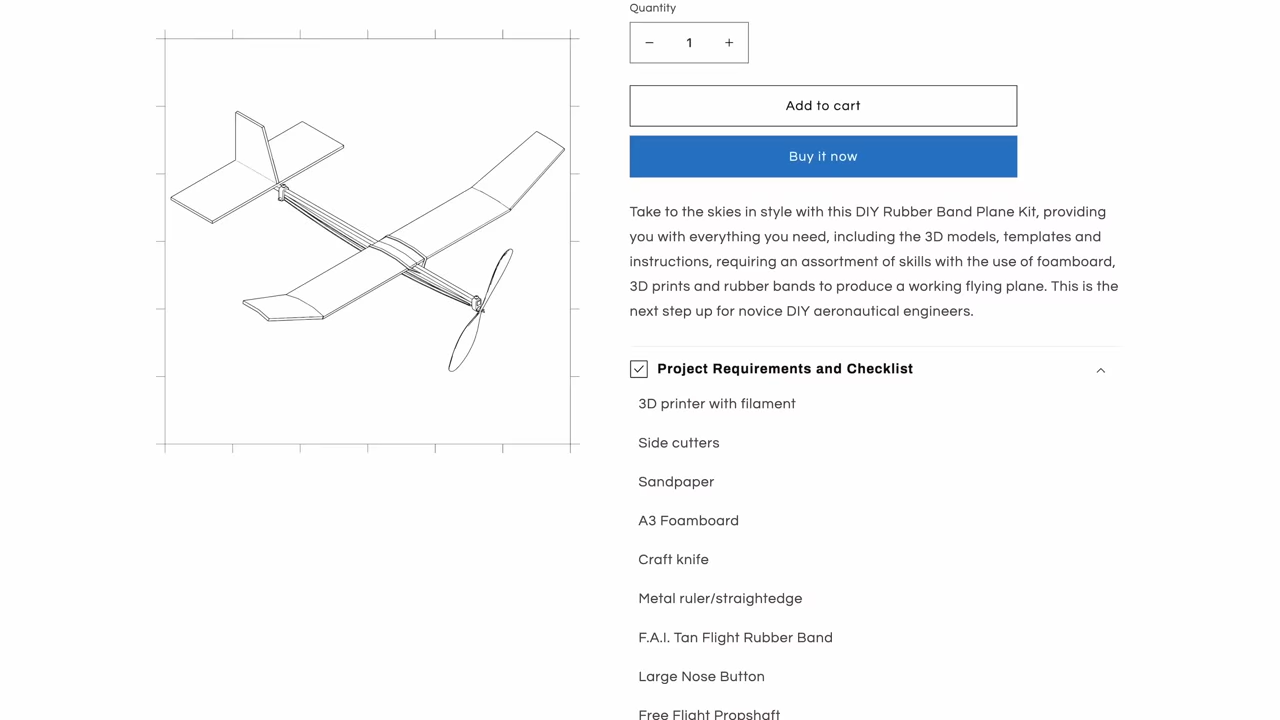 Quantity
− 1 +
Add to cart
Buy it now
Take to the skies in style with this DIY Rubber Band Plane Kit, providing
you with everything you need, including the 3D models, templates and
instructions, requiring an assortment of skills with the use of foamboard,
3D prints and rubber bands to produce a working flying plane. This is the
next step up for novice DIY aeronautical engineers.
Project Requirements and Checklist
3D printer with filament
Side cutters
Sandpaper
A3 Foamboard
Craft knife
Metal ruler/straightedge
F.A.I. Tan Flight Rubber Band
Large Nose Button
Free Flight Propshaft